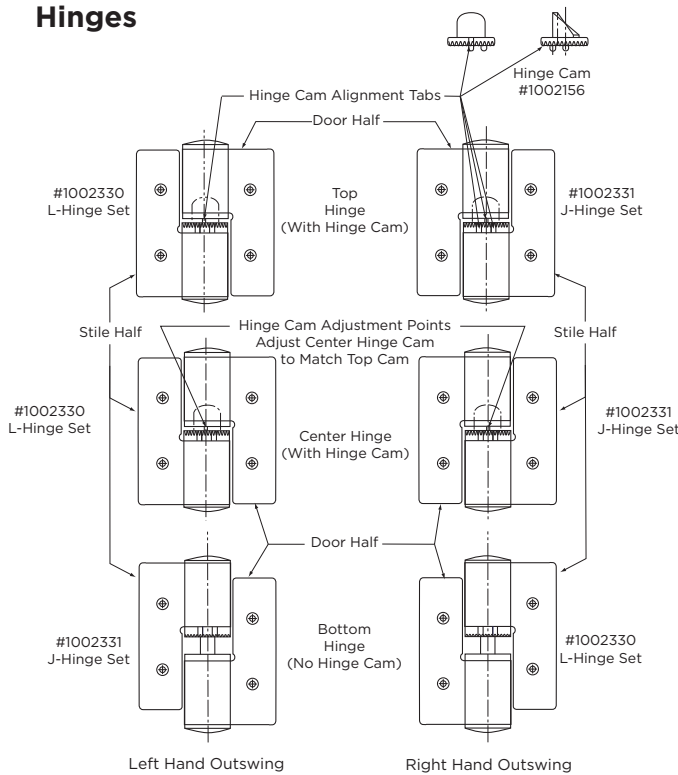 Hinges
Hinge Cam
#1002156
Hinge Cam Alignment Tabs
Door Half
#1002330
L-Hinge Set
Top
Hinge
(With Hinge Cam)
#1002331
J-Hinge Set
Stile Half
Hinge Cam Adjustment Points
Adjust Center Hinge Cam
to Match Top Cam
Stile Half
#1002330
L-Hinge Set
Center Hinge
(With Hinge Cam)
#1002331
J-Hinge Set
Door Half
#1002331
J-Hinge Set
Bottom
Hinge
(No Hinge Cam)
#1002330
L-Hinge Set
Left Hand Outswing
Right Hand Outswing